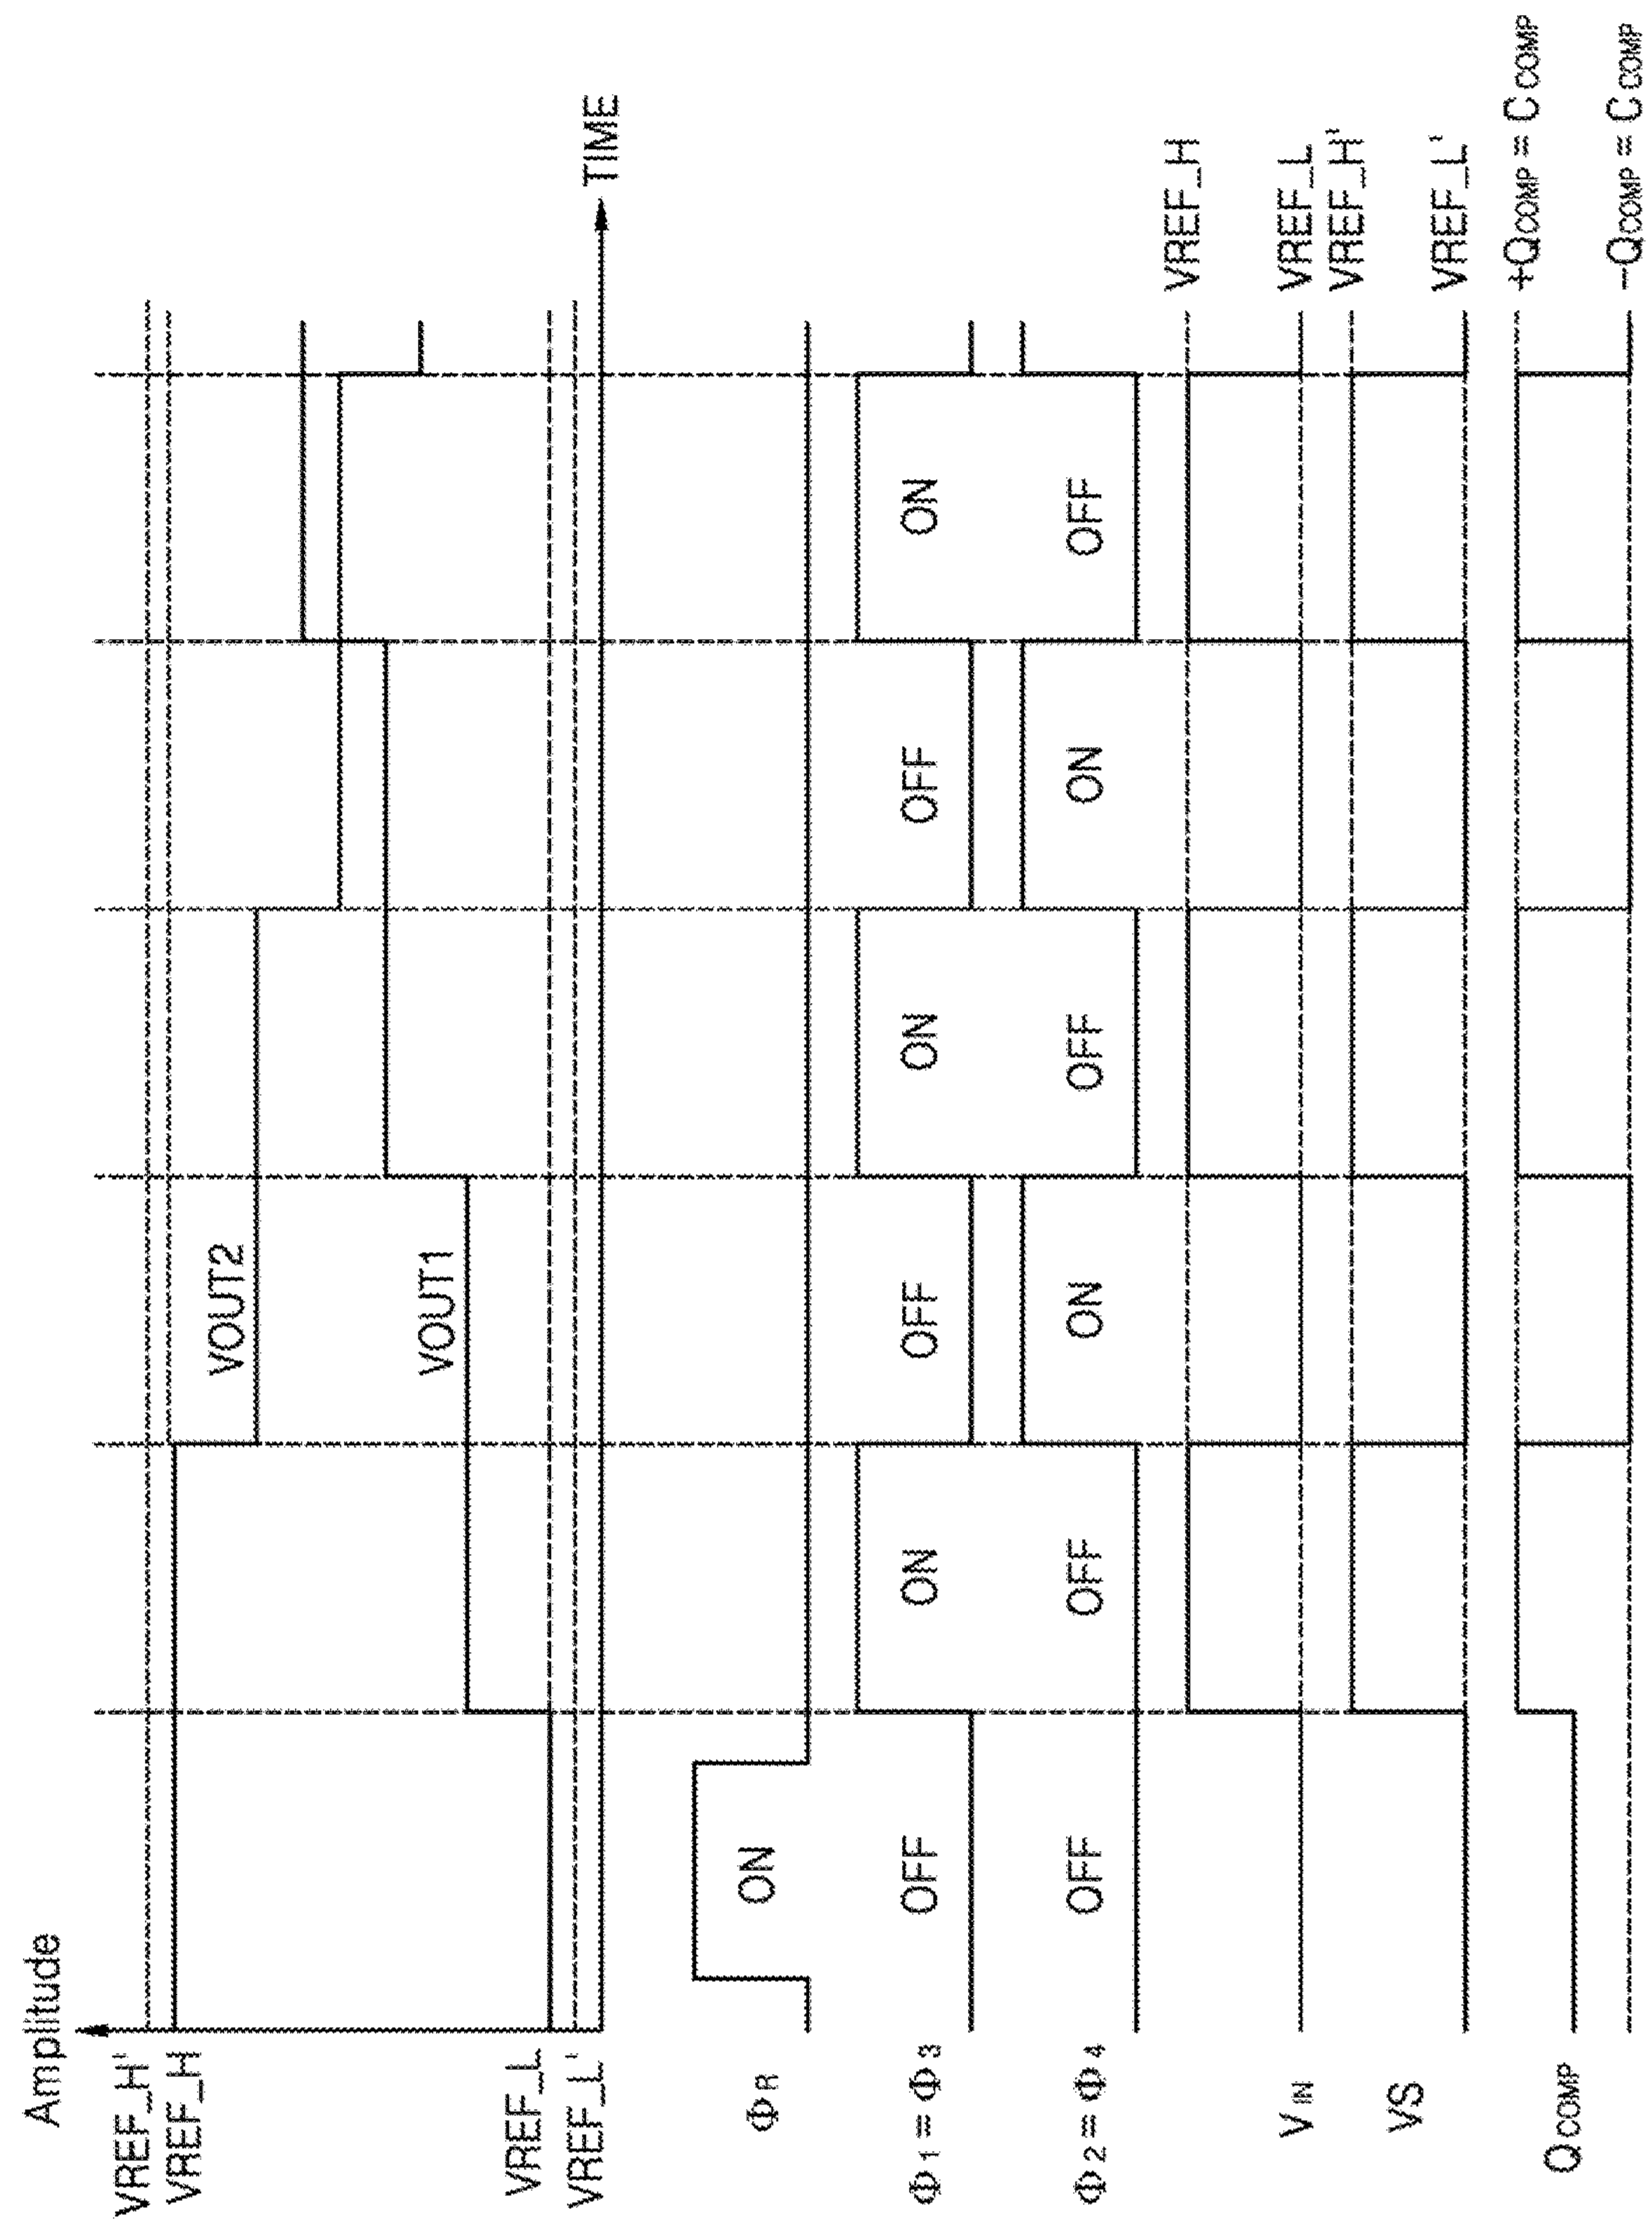 Amplitude
VREF_H'
VREF_H
VOUT2
VOUT1
VREF_L
VREF_L'
TIME
ΦR
ON
Φ1 = Φ3
OFF
ON
OFF
ON
OFF
ON
Φ2 = Φ4
OFF
OFF
ON
OFF
ON
OFF
VIN
VREF_H
VREF_L
VS
VREF_H'
VREF_L'
QCOMP
+QCOMP = CCOMP
-QCOMP = CCOMP